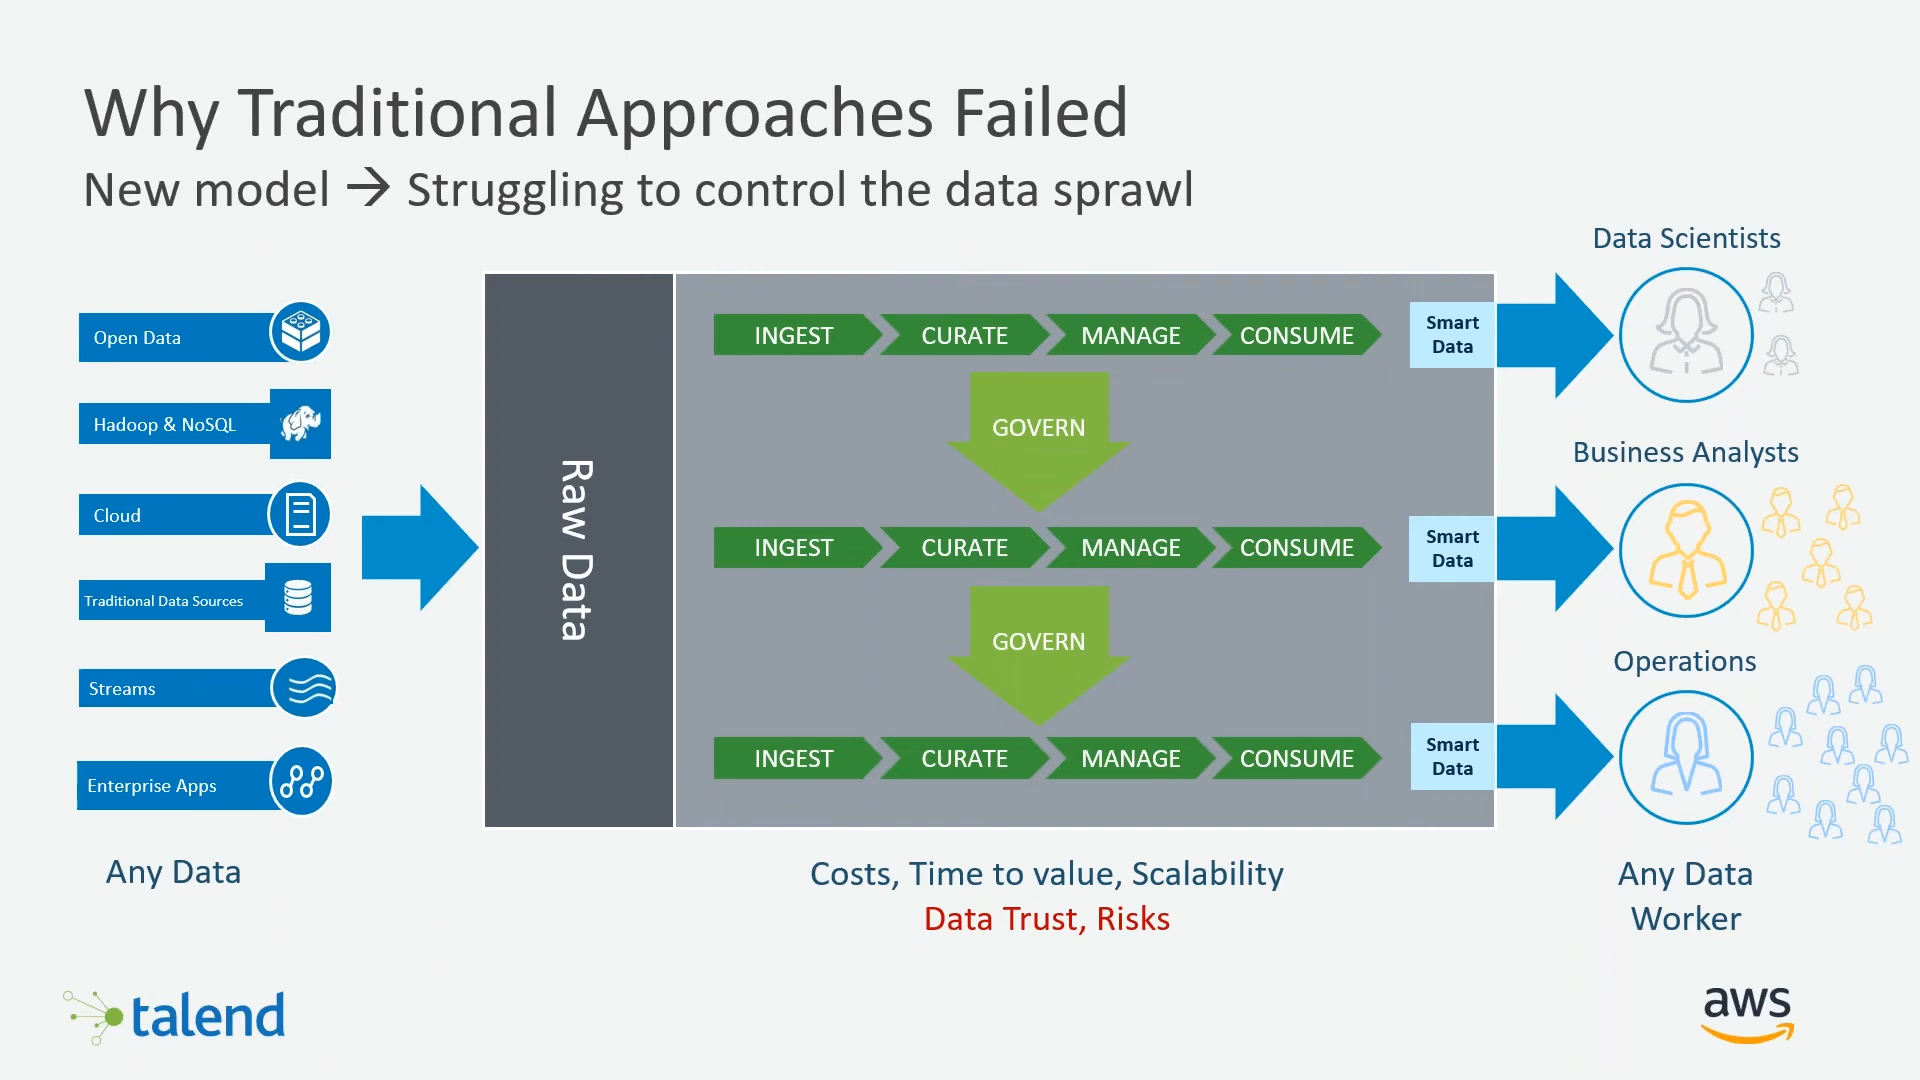 Why Traditional Approaches Failed
New model → Struggling to control the data sprawl
Open Data
Hadoop & NoSQL
Cloud
Traditional Data Sources
Streams
Enterprise Apps
Any Data
Raw Data
INGEST CURATE MANAGE CONSUME
GOVERN
INGEST CURATE MANAGE CONSUME
GOVERN
INGEST CURATE MANAGE CONSUME
Smart
Data
Smart
Data
Smart
Data
Costs, Time to value, Scalability
Data Trust, Risks
Data Scientists
Business Analysts
Operations
Any Data
Worker
talend
aws